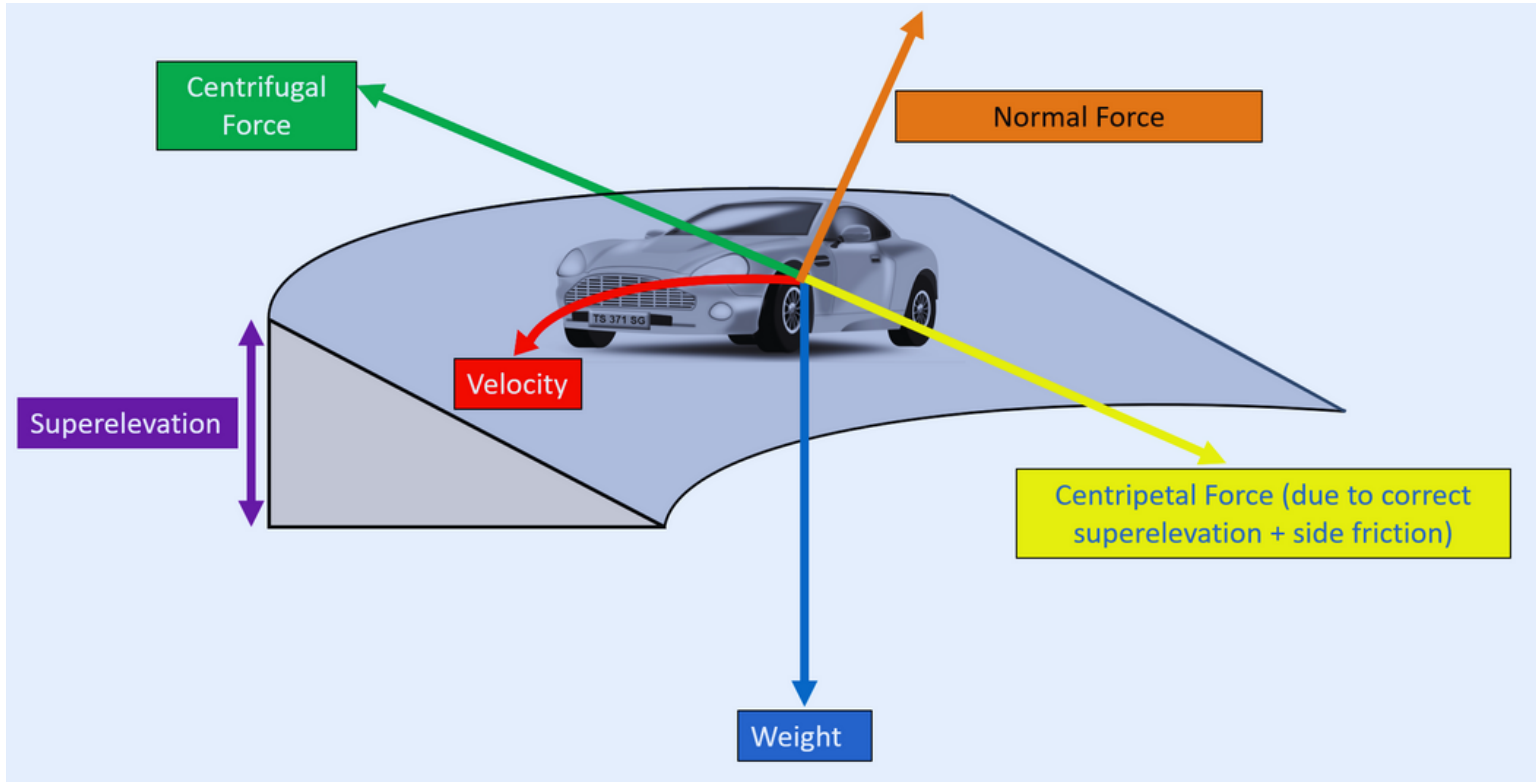 Centrifugal
Force
Normal Force
TS 371 SG
Velocity
Superelevation
Centripetal Force (due to correct
superelevation + side friction)
Weight